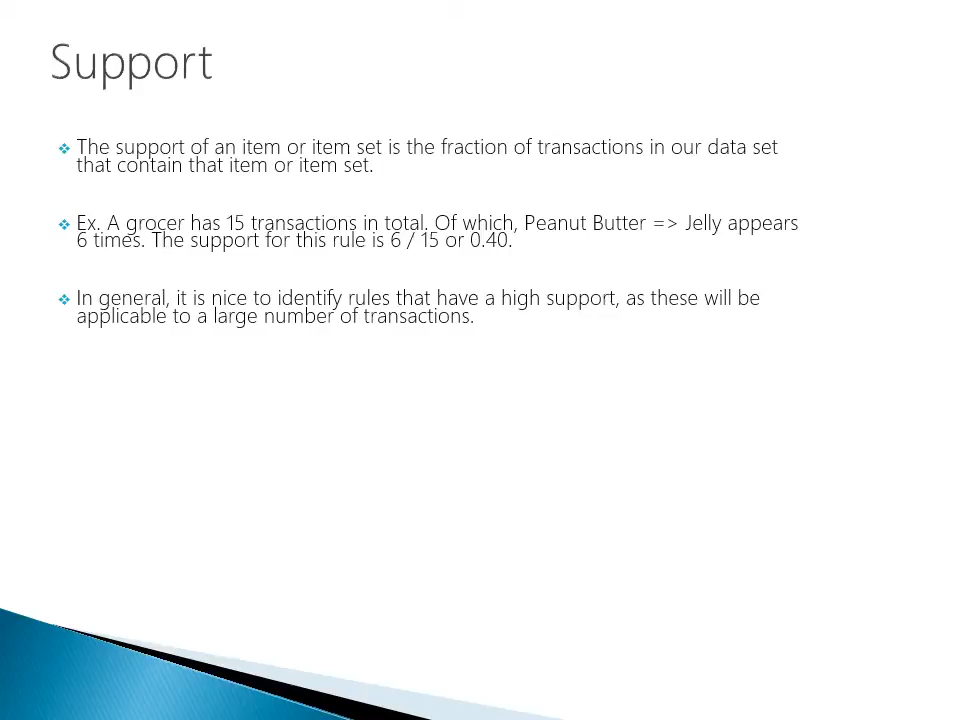 Support
❖ The support of an item or item set is the fraction of transactions in our data set
that contain that item or item set.
❖ Ex. A grocer has 15 transactions in total. Of which, Peanut Butter => Jelly appears
6 times. The support for this rule is 6 / 15 or 0.40.
❖ In general, it is nice to identify rules that have a high support, as these will be
applicable to a large number of transactions.